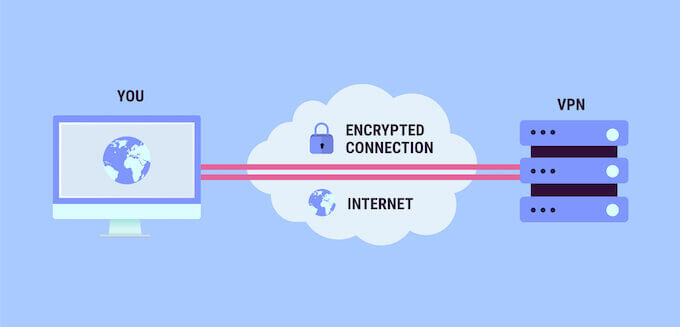 YOU
VPN
ENCRYPTED
CONNECTION
INTERNET